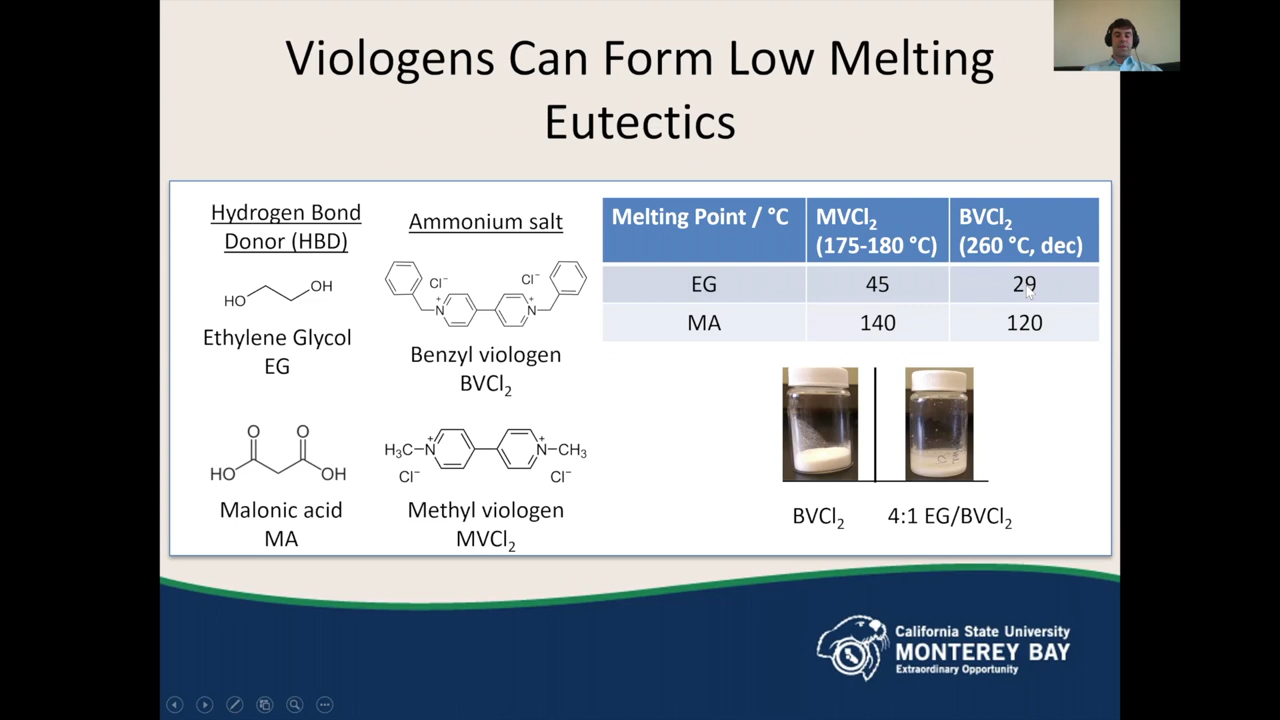 Viologens Can Form Low Melting
Eutectics
Hydrogen Bond
Donor (HBD)
HO
OH
Ethylene Glycol
EG
O
O
HO
OH
Malonic acid
MA
Ammonium salt
Cl⁻
Cl⁻
N⁺
N⁺
Benzyl viologen
BVCl₂
H₃C
N⁺
N⁺
CH₃
Cl⁻
Cl⁻
Methyl viologen
MVCl₂
Melting Point / °C
MVCl₂
(175-180 °C)
BVCl₂
(260 °C, dec)
EG
45
29
MA
140
120
BVCl₂
4:1 EG/BVCl₂
California State University
MONTEREY BAY
Extraordinary Opportunity